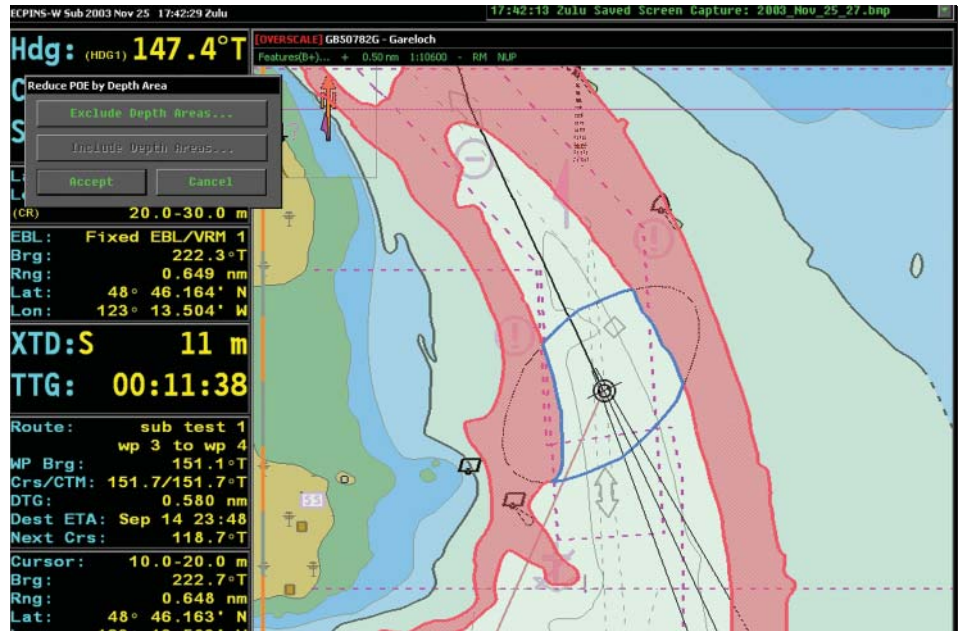 ECPINS-W Sub 2003 Nov 25 17:42:29 Zulu
17:42:13 Zulu Saved Screen Capture: 2003_Nov_25_27.bmp
Hdg: (HDG1) 147.4°T
[OVERSCALE] GB50782G - Gareloch
Features(B+)... + 0.50 nm 1:10600 - RM NUP
C
Reduce POE by Depth Area
Exclude Depth Areas...
S
Include Depth Areas...
Accept Cancel
(CR) 20.0-30.0 m
EBL: Fixed EBL/VRM 1
Brg: 222.3°T
Rng: 0.649 nm
Lat: 48° 46.164' N
Lon: 123° 13.504' W
XTD:S 11 m
TTG: 00:11:38
Route: sub test 1
wp 3 to wp 4
WP Brg: 151.1°T
Crs/CTM: 151.7/151.7°T
DTG: 0.580 nm
Dest ETA: Sep 14 23:48
Next Crs: 118.7°T
Cursor: 10.0-20.0 m
Brg: 222.7°T
Rng: 0.648 nm
Lat: 48° 46.163' N
SS